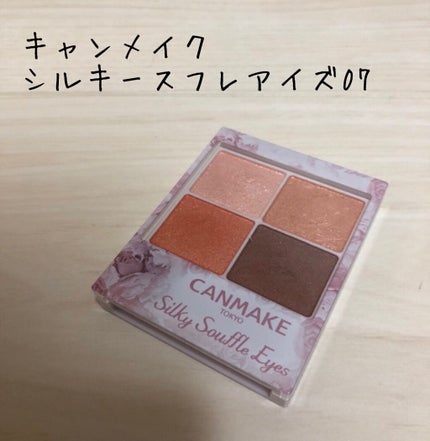 キャンメイク
シルキースフレアイズ07
CANMAKE
TOKYO
Silky Souffle Eyes